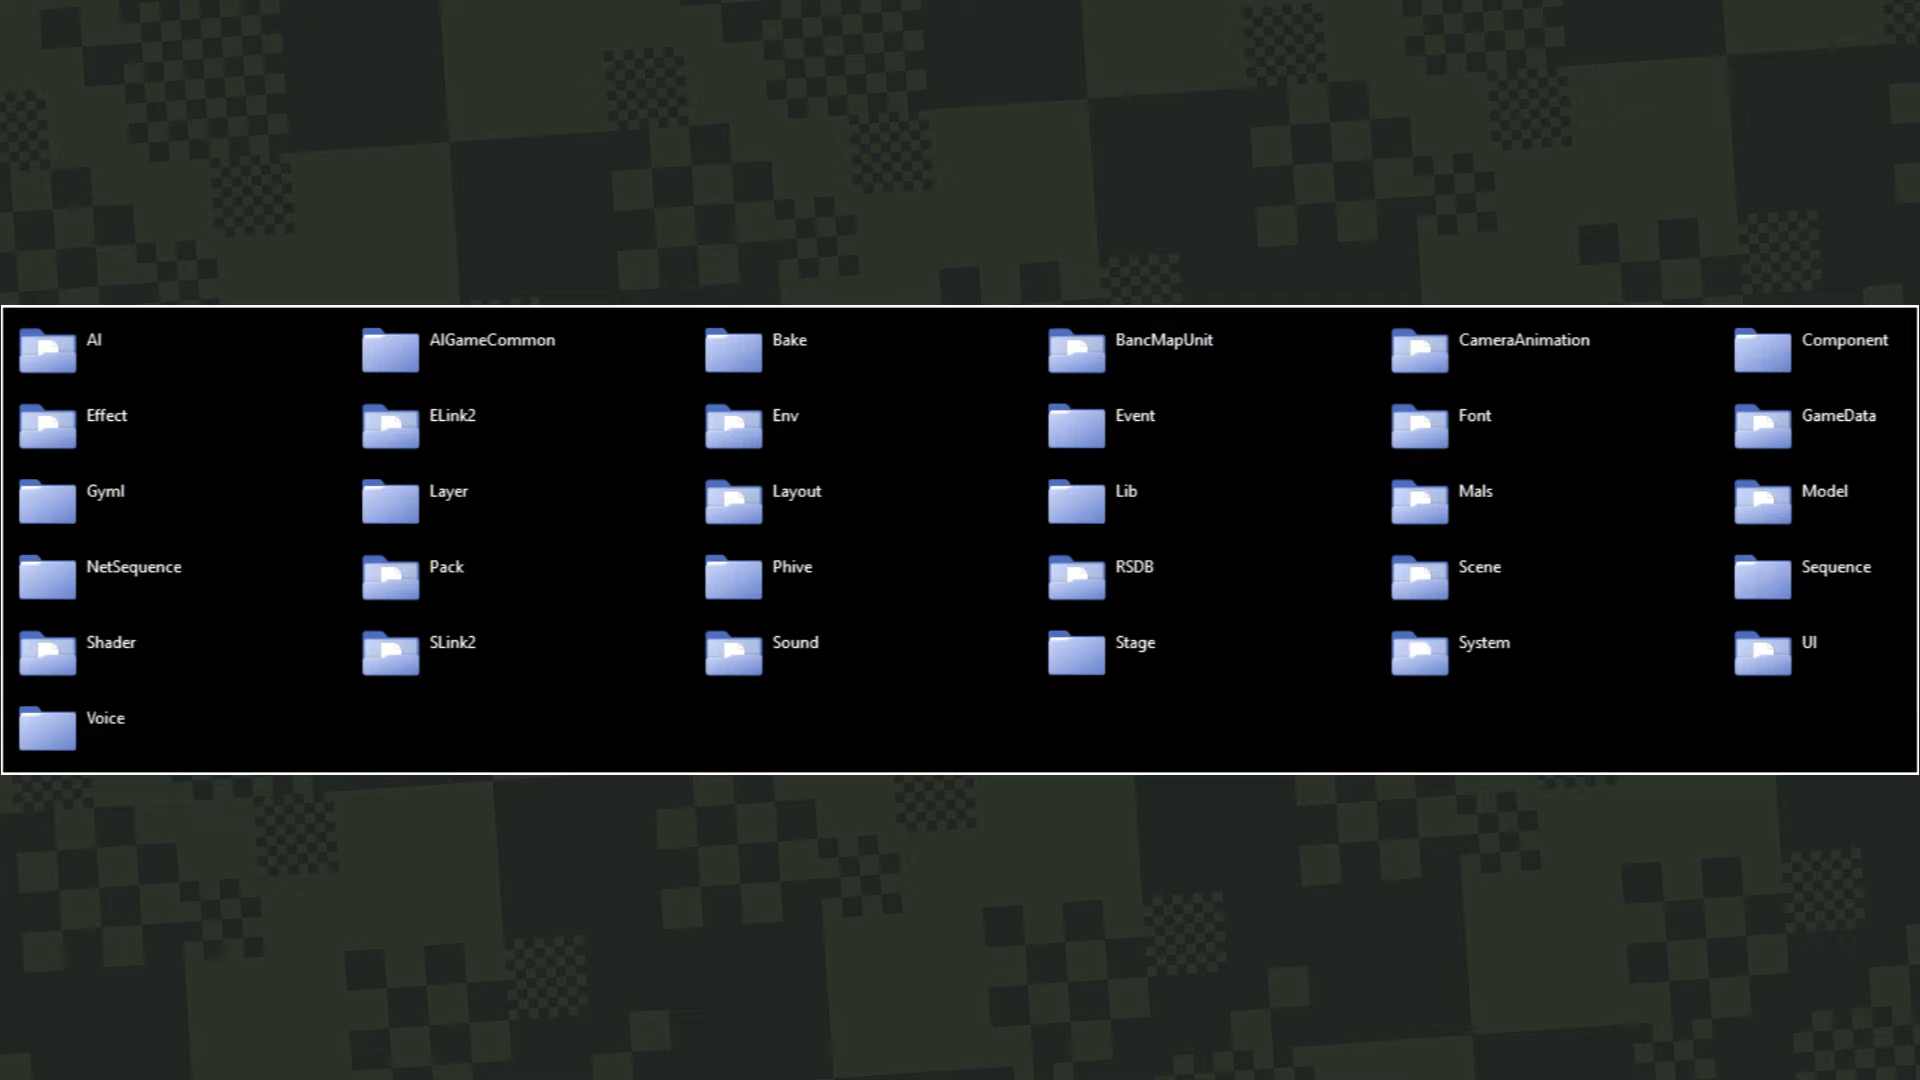 AI AIGameCommon Bake BancMapUnit CameraAnimation Component
Effect ELink2 Env Event Font GameData
Gyml Layer Layout Lib Mals Model
NetSequence Pack Phive RSDB Scene Sequence
Shader SLink2 Sound Stage System UI
Voice